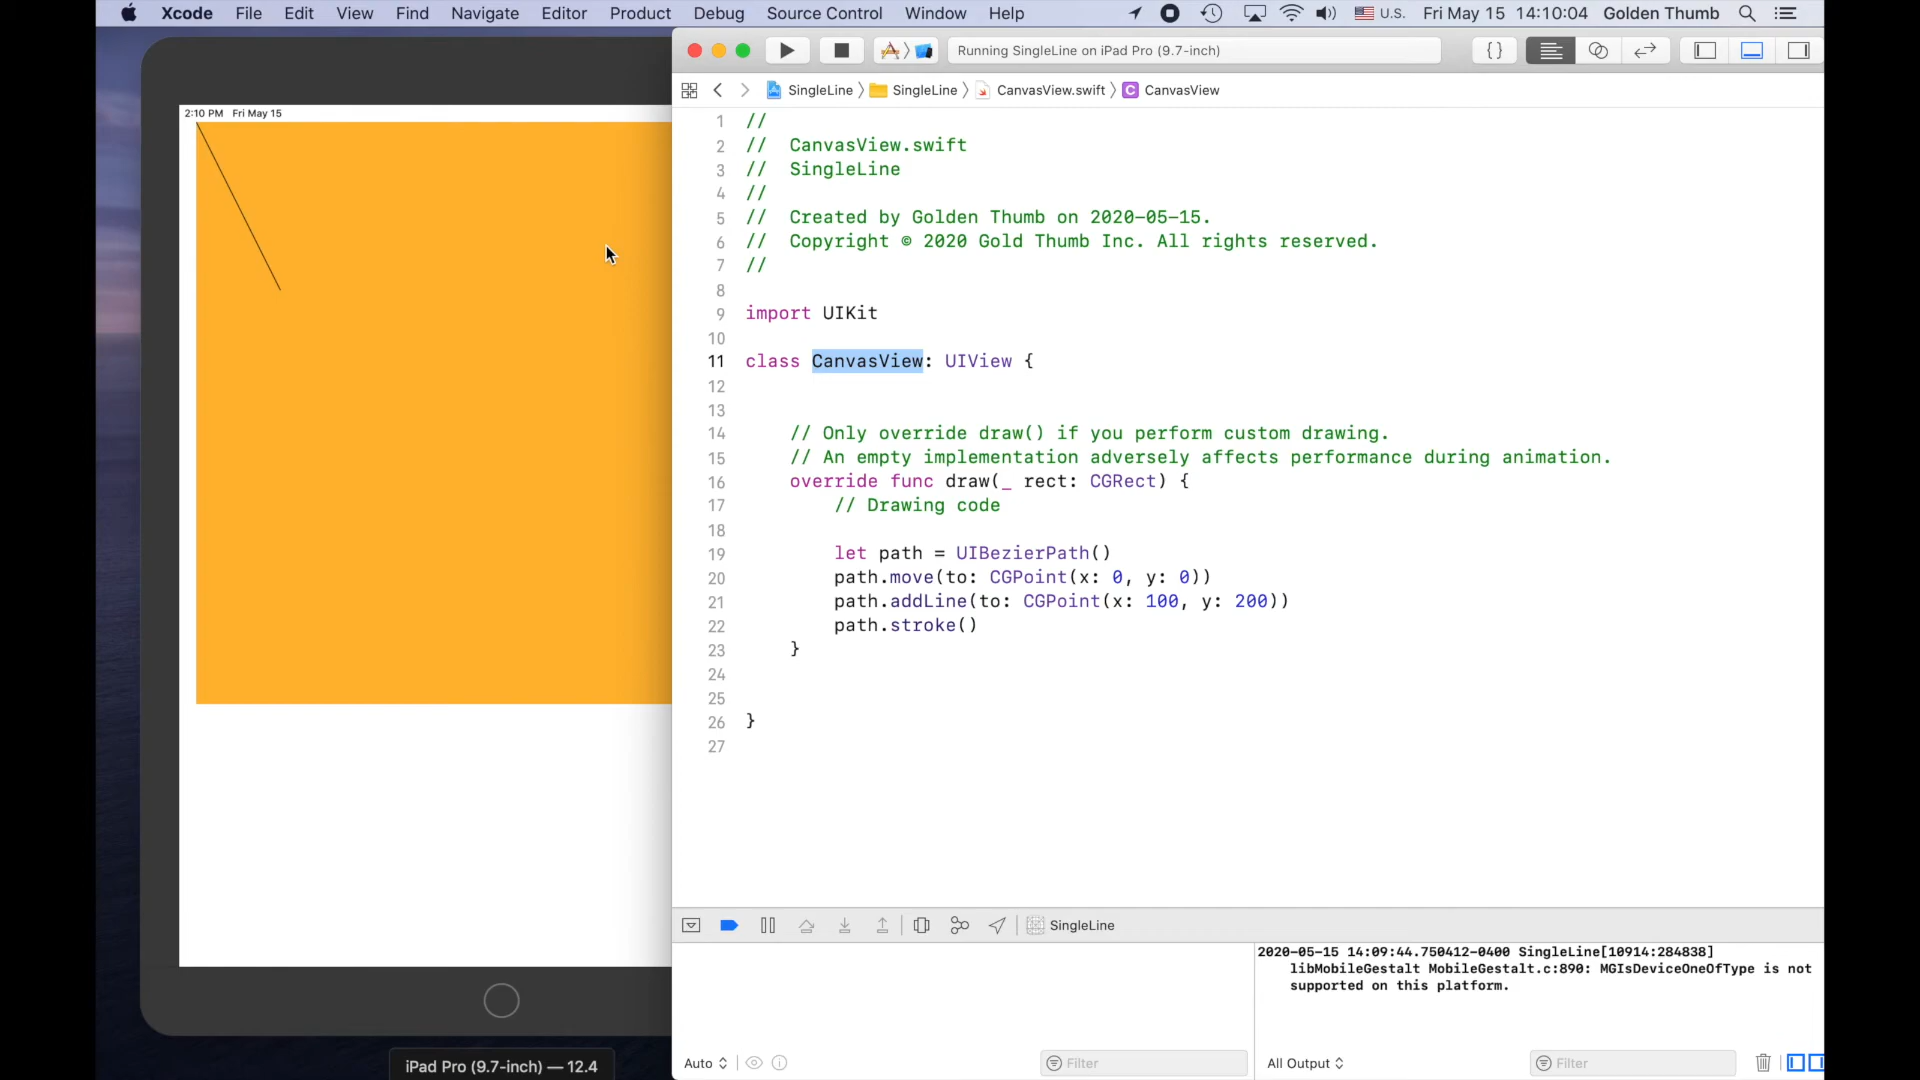 Xcode File Edit View Find Navigate Editor Product Debug Source Control Window Help U.S. Fri May 15 14:10:04 Golden Thumb
Running SingleLine on iPad Pro (9.7-inch)
{}
SingleLine SingleLine CanvasView.swift C CanvasView
2:10 PM Fri May 15
1 //
2 // CanvasView.swift
3 // SingleLine
4 //
5 // Created by Golden Thumb on 2020-05-15.
6 // Copyright © 2020 Gold Thumb Inc. All rights reserved.
7 //
8
9 import UIKit
10
11 class CanvasView: UIView {
12
13
14 // Only override draw() if you perform custom drawing.
15 // An empty implementation adversely affects performance during animation.
16 override func draw(_ rect: CGRect) {
17 // Drawing code
18
19 let path = UIBezierPath()
20 path.move(to: CGPoint(x: 0, y: 0))
21 path.addLine(to: CGPoint(x: 100, y: 200))
22 path.stroke()
23 }
24
25
26 }
27
SingleLine
2020-05-15 14:09:44.750412-0400 SingleLine[10914:284838]
libMobileGestalt MobileGestalt.c:890: MGIsDeviceOneOfType is not
supported on this platform.
Auto Filter All Output Filter
iPad Pro (9.7-inch) — 12.4